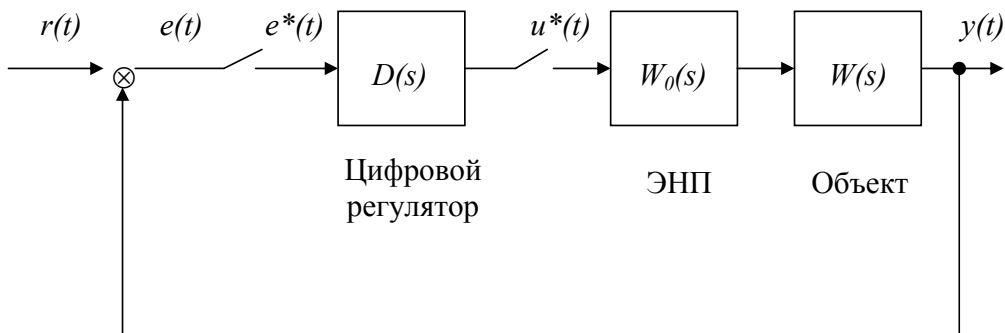 r(t) e(t) e*(t) u*(t) y(t)
D(s) W₀(s) W(s)
Цифровой ЭНП Объект
регулятор